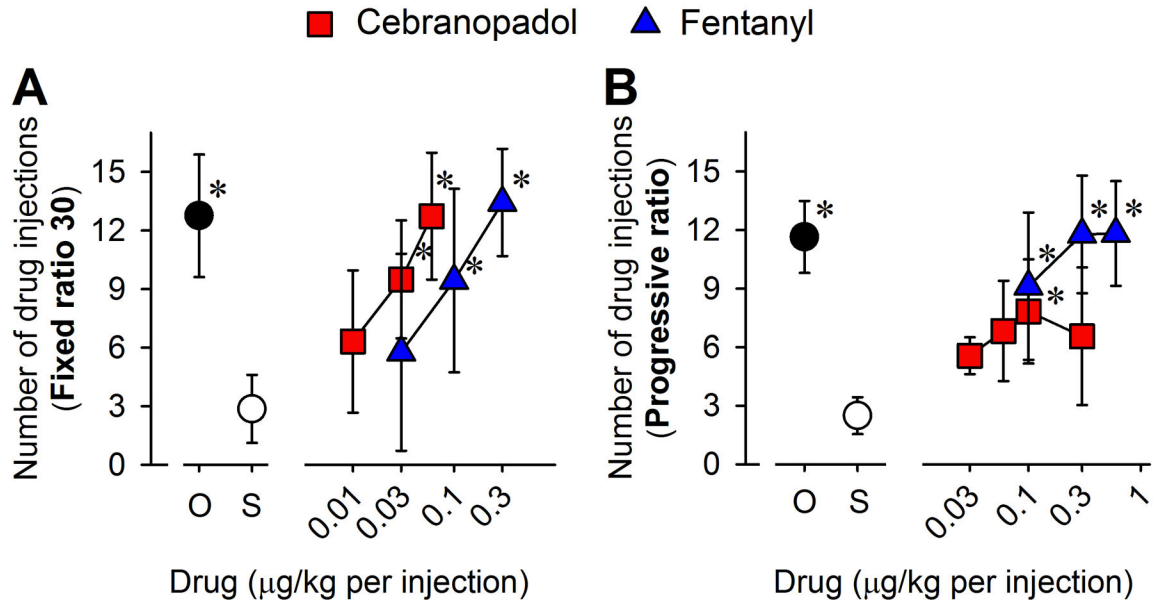 Cebranopadol Fentanyl
A
Number of drug injections
(Fixed ratio 30)
15
12
9
6
3
0
O S 0.01 0.03 0.1 0.3
Drug (μg/kg per injection)
* * * * *
B
Number of drug injections
(Progressive ratio)
15
12
9
6
3
0
O S 0.03 0.1 0.3 1
Drug (μg/kg per injection)
* * * * *